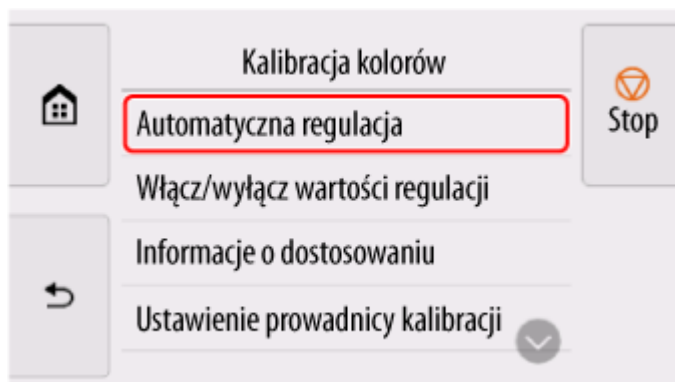 Kalibracja kolorów
Automatyczna regulacja
Stop
Włącz/wyłącz wartości regulacji
Informacje o dostosowaniu
Ustawienie prowadnicy kalibracji